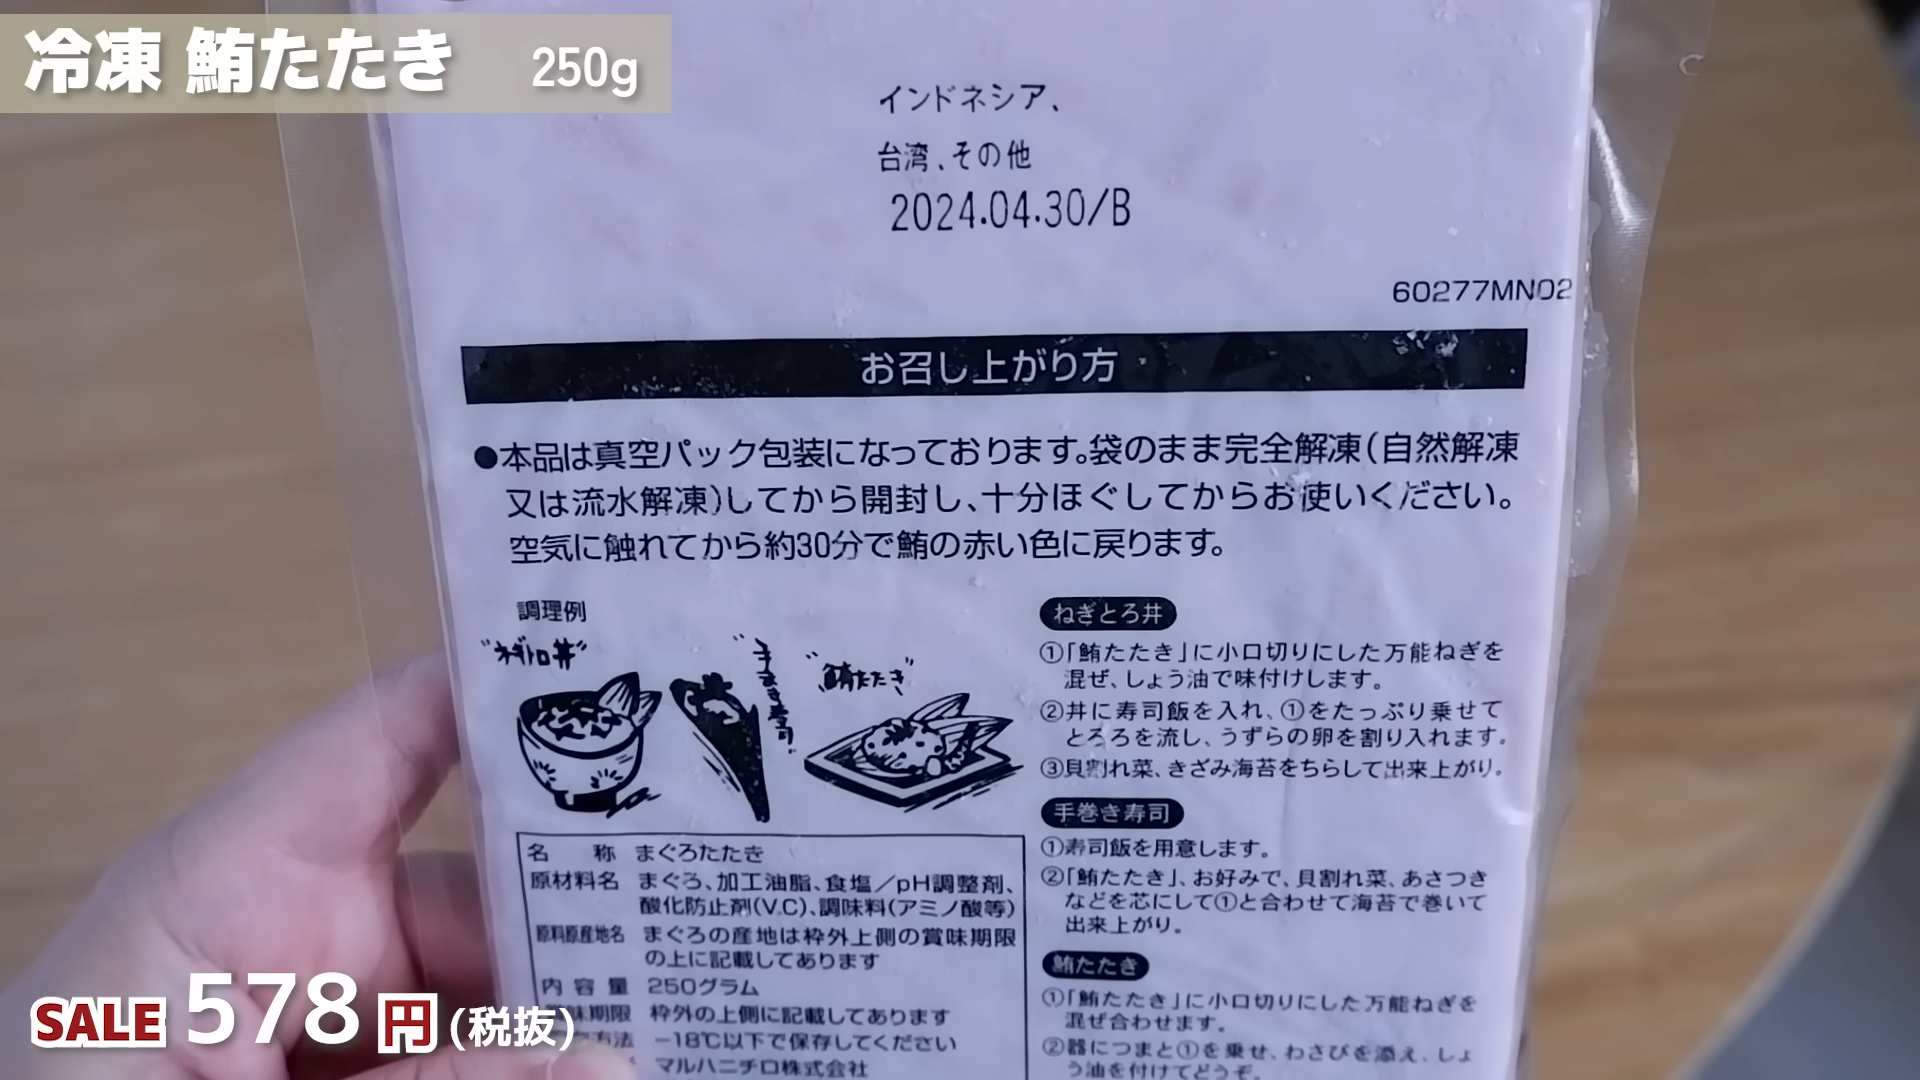 冷凍 鮪たたき 250g
インドネシア、
台湾、その他
2024.04.30/B
60277MN02
お召し上がり方
●本品は真空パック包装になっております。袋のまま完全解凍(自然解凍
又は流水解凍)してから開封し、十分ほぐしてからお使いください。
空気に触れてから約30分で鮪の赤い色に戻ります。
調理例
"ネギトロ丼"
"手まき寿司"
"鮪たたき"
ねぎとろ丼
①「鮪たたき」に小口切りにした万能ねぎを
混ぜ、しょう油で味付けします。
②丼に寿司飯を入れ、①をたっぷり乗せて
とろろを流し、うずらの卵を割り入れます。
③貝割れ菜、きざみ海苔をちらして出来上がり。
手巻き寿司
①寿司飯を用意します。
②「鮪たたき」、お好みで、貝割れ菜、あさつき
などを芯にして①と合わせて海苔で巻いて
出来上がり。
鮪たたき
①「鮪たたき」に小口切りにした万能ねぎを
混ぜ合わせます。
②器につまと①を乗せ、わさびを添え、しょ
う油を付けてどうぞ。
名称 まぐろたたき
原材料名 まぐろ、加工油脂、食塩/pH調整剤、
酸化防止剤(V.C)、調味料(アミノ酸等)
原料原産地名 まぐろの産地は枠外上側の賞味期限
の上に記載してあります
内容量 250グラム
味期限 枠外の上側に記載してあります
方法 −18℃以下で保存してください
マルハニチロ株式会社
SALE 578円(税抜)